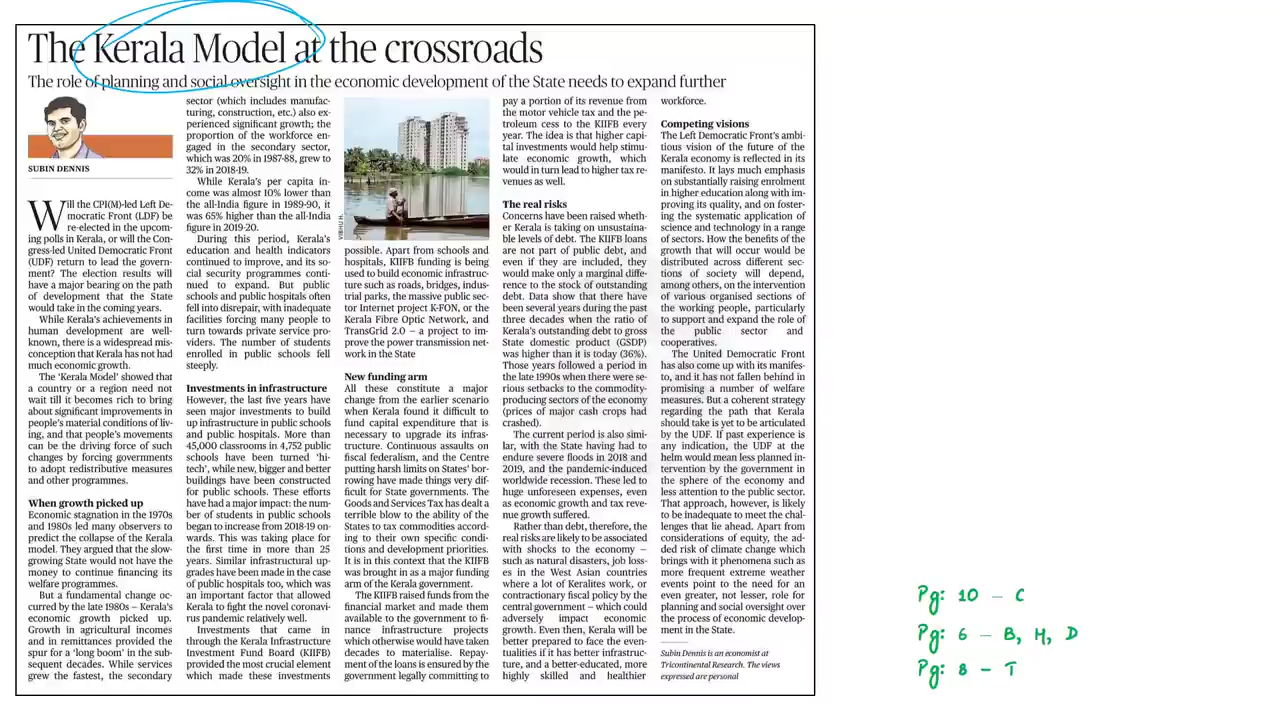 The Kerala Model at the crossroads
The role of planning and social oversight in the economic development of the State needs to expand further
SUBIN DENNIS
Will the CPI(M)-led Left De-
mocratic Front (LDF) be
re-elected in the upcom-
ing polls in Kerala, or will the Con-
gress-led United Democratic Front
(UDF) return to lead the govern-
ment? The election results will
have a major bearing on the path
of development that the State
would take in the coming years.
While Kerala's achievements in
human development are well-
known, there is a widespread mis-
conception that Kerala has not had
much economic growth.
The 'Kerala Model' showed that
a country or a region need not
wait till it becomes rich to bring
about significant improvements in
people's material conditions of liv-
ing, and that people's movements
can be the driving force of such
changes by forcing governments
to adopt redistributive measures
and other programmes.
When growth picked up
Economic stagnation in the 1970s
and 1980s led many observers to
predict the collapse of the Kerala
model. They argued that the slow-
growing State would not have the
money to continue financing its
welfare programmes.
But a fundamental change oc-
curred by the late 1980s – Kerala's
economic growth picked up.
Growth in agricultural incomes
and in remittances provided the
spur for a 'long boom' in the sub-
sequent decades. While services
grew the fastest, the secondary
sector (which includes manufac-
turing, construction, etc.) also ex-
perienced significant growth; the
proportion of the workforce en-
gaged in the secondary sector,
which was 20% in 1987-88, grew to
32% in 2018-19.
While Kerala's per capita in-
come was almost 10% lower than
the all-India figure in 1989-90, it
was 65% higher than the all-India
figure in 2019-20.
During this period, Kerala's
education and health indicators
continued to improve, and its so-
cial security programmes conti-
nued to expand. But public
schools and public hospitals often
fell into disrepair, with inadequate
facilities forcing many people to
turn towards private service pro-
viders. The number of students
enrolled in public schools fell
steeply.
Investments in infrastructure
However, the last five years have
seen major investments to build
up infrastructure in public schools
and public hospitals. More than
45,000 classrooms in 4,752 public
schools have been turned 'hi-
tech', while new, bigger and better
buildings have been constructed
for public schools. These efforts
have had a major impact: the num-
ber of students in public schools
began to increase from 2018-19 on-
wards. This was taking place for
the first time in more than 25
years. Similar infrastructural up-
grades have been made in the case
of public hospitals too, which was
an important factor that allowed
Kerala to fight the novel coronavi-
rus pandemic relatively well.
Investments that came in
through the Kerala Infrastructure
Investment Fund Board (KIIFB)
provided the most crucial element
which made these investments
VIBHU H.
possible. Apart from schools and
hospitals, KIIFB funding is being
used to build economic infrastruc-
ture such as roads, bridges, indus-
trial parks, the massive public sec-
tor Internet project K-FON, or the
Kerala Fibre Optic Network, and
TransGrid 2.0 – a project to im-
prove the power transmission net-
work in the State
New funding arm
All these constitute a major
change from the earlier scenario
when Kerala found it difficult to
fund capital expenditure that is
necessary to upgrade its infras-
tructure. Continuous assaults on
fiscal federalism, and the Centre
putting harsh limits on States' bor-
rowing have made things very dif-
ficult for State governments. The
Goods and Services Tax has dealt a
terrible blow to the ability of the
States to tax commodities accord-
ing to their own specific condi-
tions and development priorities.
It is in this context that the KIIFB
was brought in as a major funding
arm of the Kerala government.
The KIIFB raised funds from the
financial market and made them
available to the government to fi-
nance infrastructure projects
which otherwise would have taken
decades to materialise. Repay-
ment of the loans is ensured by the
government legally committing to
pay a portion of its revenue from
the motor vehicle tax and the pe-
troleum cess to the KIIFB every
year. The idea is that higher capi-
tal investments would help stimu-
late economic growth, which
would in turn lead to higher tax re-
venues as well.
The real risks
Concerns have been raised wheth-
er Kerala is taking on unsustaina-
ble levels of debt. The KIIFB loans
are not part of public debt, and
even if they are included, they
would make only a marginal diffe-
rence to the stock of outstanding
debt. Data show that there have
been several years during the past
three decades when the ratio of
Kerala's outstanding debt to gross
State domestic product (GSDP)
was higher than it is today (36%).
Those years followed a period in
the late 1990s when there were se-
rious setbacks to the commodity-
producing sectors of the economy
(prices of major cash crops had
crashed).
The current period is also simi-
lar, with the State having had to
endure severe floods in 2018 and
2019, and the pandemic-induced
worldwide recession. These led to
huge unforeseen expenses, even
as economic growth and tax reve-
nue growth suffered.
Rather than debt, therefore, the
real risks are likely to be associated
with shocks to the economy –
such as natural disasters, job loss-
es in the West Asian countries
where a lot of Keralites work, or
contractionary fiscal policy by the
central government – which could
adversely impact economic
growth. Even then, Kerala will be
better prepared to face the even-
tualities if it has better infrastruc-
ture, and a better-educated, more
highly skilled and healthier
workforce.
Competing visions
The Left Democratic Front's ambi-
tious vision of the future of the
Kerala economy is reflected in its
manifesto. It lays much emphasis
on substantially raising enrolment
in higher education along with im-
proving its quality, and on foster-
ing the systematic application of
science and technology in a range
of sectors. How the benefits of the
growth that will occur would be
distributed across different sec-
tions of society will depend,
among others, on the intervention
of various organised sections of
the working people, particularly
to support and expand the role of
the public sector and
cooperatives.
The United Democratic Front
has also come up with its manifes-
to, and it has not fallen behind in
promising a number of welfare
measures. But a coherent strategy
regarding the path that Kerala
should take is yet to be articulated
by the UDF. If past experience is
any indication, the UDF at the
helm would mean less planned in-
tervention by the government in
the sphere of the economy and
less attention to the public sector.
That approach, however, is likely
to be inadequate to meet the chal-
lenges that lie ahead. Apart from
considerations of equity, the ad-
ded risk of climate change which
brings with it phenomena such as
more frequent extreme weather
events point to the need for an
even greater, not lesser, role for
planning and social oversight over
the process of economic develop-
ment in the State.
Subin Dennis is an economist at
Tricontinental Research. The views
expressed are personal
Pg: 10 – C
Pg: 6 – B, H, D
Pg: 8 – T